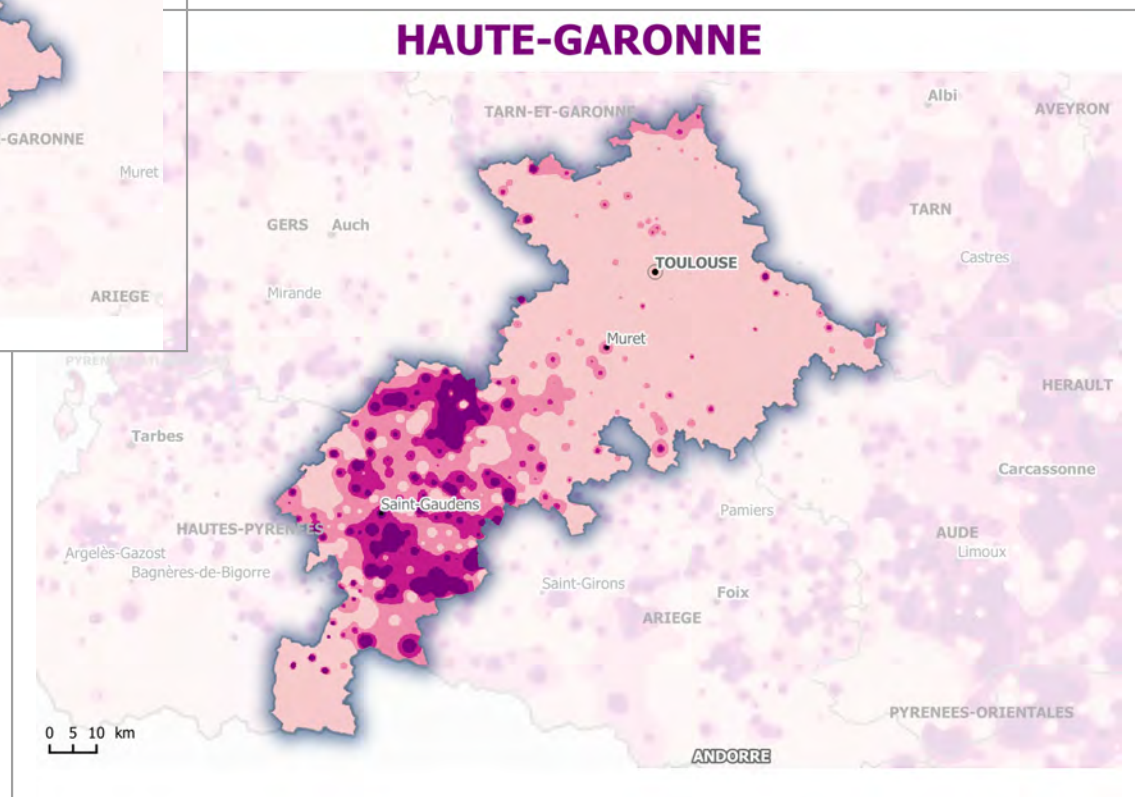 HAUTE-GARONNE
-GARONNE
Muret
ARIEGE
TARN-ET-GARONNE
Albi
AVEYRON
GERS Auch
TARN
Castres
TOULOUSE
Mirande
Muret
HERAULT
Tarbes
Carcassonne
Saint-Gaudens
Pamiers
HAUTES-PYRENEES
AUDE
Limoux
Argelès-Gazost
Bagnères-de-Bigorre
Saint-Girons
Foix
ARIEGE
PYRENEES-ORIENTALES
0 5 10 km
ANDORRE